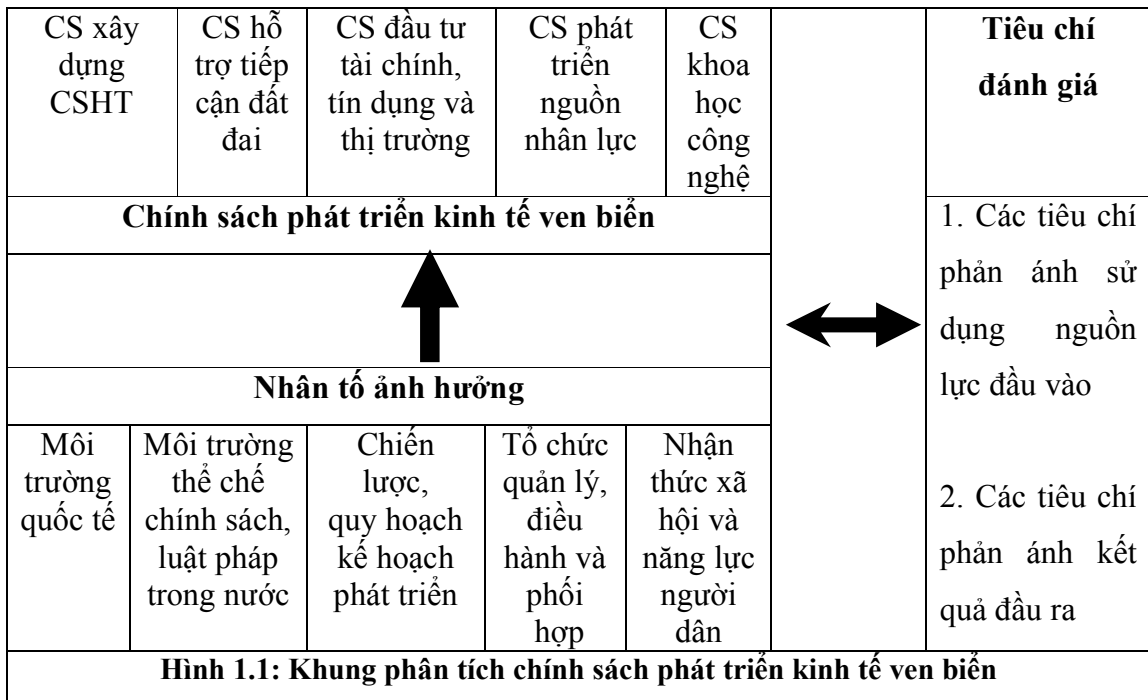 CS xây
dựng
CSHT
CS hỗ
trợ tiếp
cận đất
đai
CS đầu tư
tài chính,
tín dụng và
thị trường
CS phát
triển
nguồn
nhân lực
CS
khoa
học
công
nghệ
Tiêu chí
đánh giá
Chính sách phát triển kinh tế ven biển
1. Các tiêu chí
phản ánh sử
dụng nguồn
lực đầu vào
2. Các tiêu chí
phản ánh kết
quả đầu ra
Nhân tố ảnh hưởng
Môi
trường
quốc tế
Môi trường
thể chế
chính sách,
luật pháp
trong nước
Chiến
lược,
quy hoạch
kế hoạch
phát triển
Tổ chức
quản lý,
điều
hành và
phối
hợp
Nhận
thức xã
hội và
năng lực
người
dân
Hình 1.1: Khung phân tích chính sách phát triển kinh tế ven biển